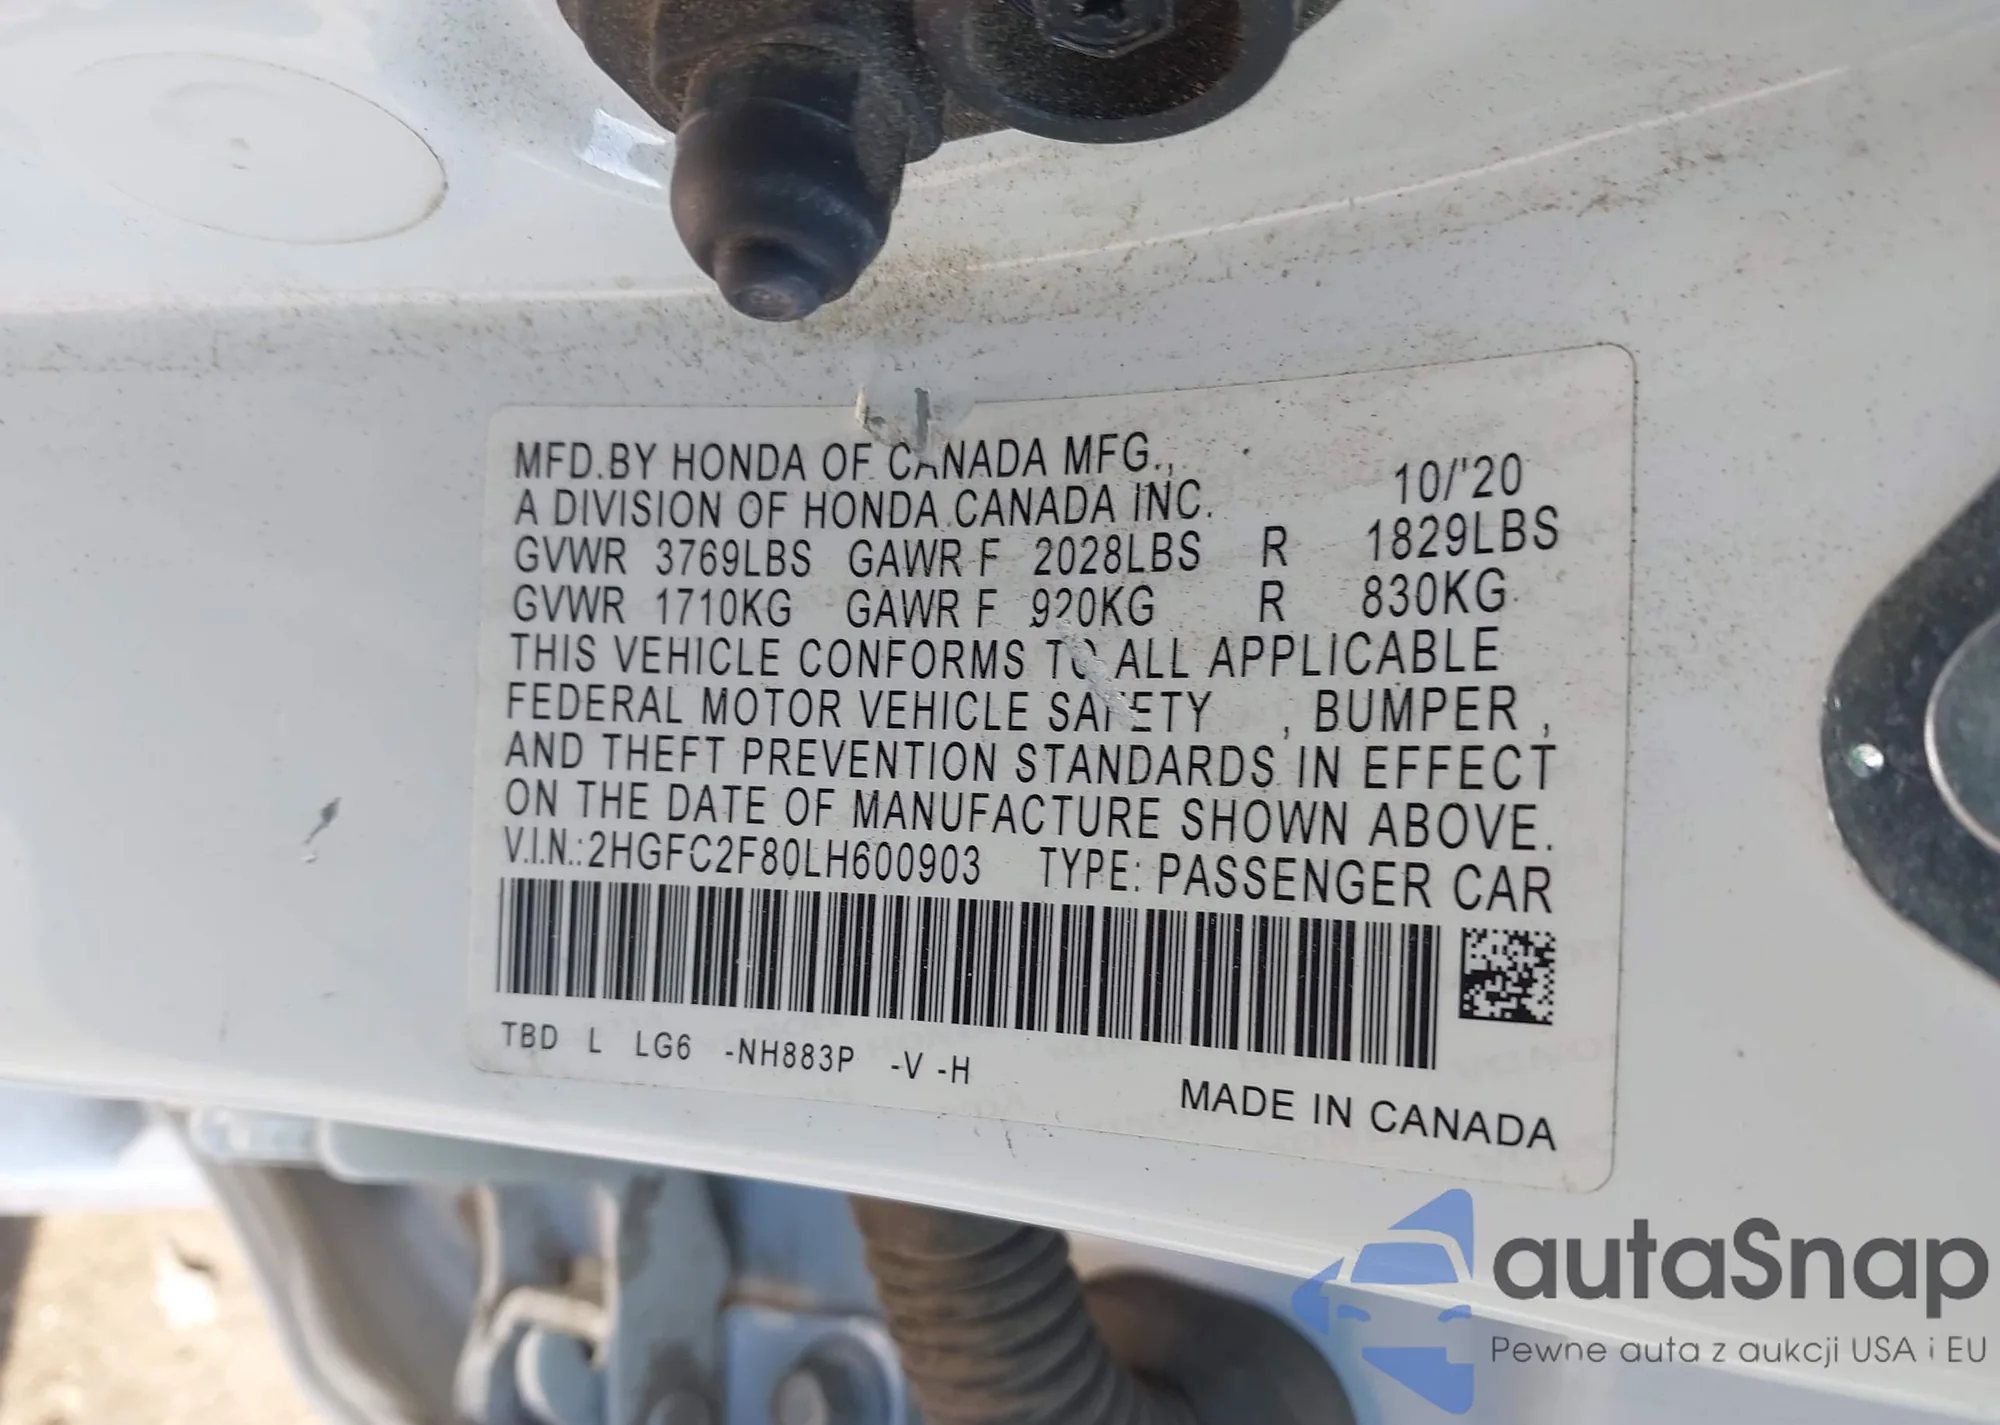 MFD.BY HONDA OF CANADA MFG.,
A DIVISION OF HONDA CANADA INC. 10/'20
GVWR 3769LBS GAWR F 2028LBS R 1829LBS
GVWR 1710KG GAWR F 920KG R 830KG
THIS VEHICLE CONFORMS TO ALL APPLICABLE
FEDERAL MOTOR VEHICLE SAFETY , BUMPER ,
AND THEFT PREVENTION STANDARDS IN EFFECT
ON THE DATE OF MANUFACTURE SHOWN ABOVE.
V.I.N.:2HGFC2F80LH600903 TYPE: PASSENGER CAR
TBD L LG6 -NH883P -V -H
MADE IN CANADA
autaSnap
Pewne auta z aukcji USA i EU